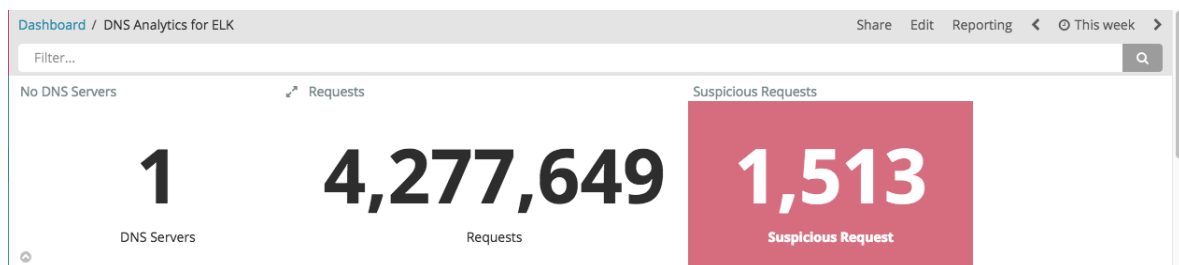 Dashboard / DNS Analytics for ELK
Share Edit Reporting This week
Filter...
No DNS Servers
1
DNS Servers
Requests
4,277,649
Requests
Suspicious Requests
1,513
Suspicious Request